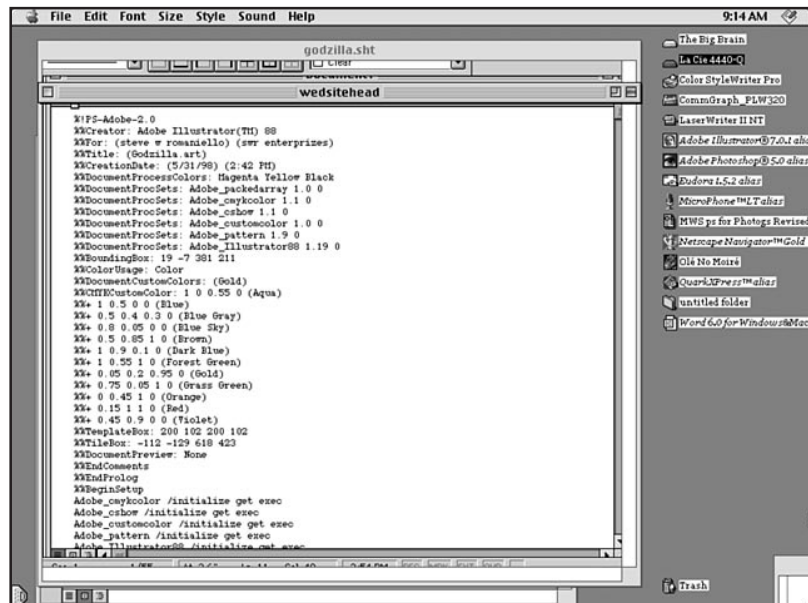 File Edit Font Size Style Sound Help 9:14 AM
godzilla.sht
Clear
Document1
wedsitehead
%!PS-Adobe-2.0
%%Creator: Adobe Illustrator(TM) 88
%%For: (steve w romaniello) (swr enterprizes)
%%Title: (Godzilla.art)
%%CreationDate: (5/31/98) (2:42 PM)
%%DocumentProcessColors: Magenta Yellow Black
%%DocumentProcSets: Adobe_packedarray 1.0 0
%%DocumentProcSets: Adobe_cmykcolor 1.1 0
%%DocumentProcSets: Adobe_cshow 1.1 0
%%DocumentProcSets: Adobe_customcolor 1.0 0
%%DocumentProcSets: Adobe_pattern 1.9 0
%%DocumentProcSets: Adobe_Illustrator88 1.19 0
%%BoundingBox: 19 -7 381 211
%%ColorUsage: Color
%%DocumentCustomColors: (Gold)
%%CMYKCustomColor: 1 0 0.55 0 (Aqua)
%%+ 1 0.5 0 0 (Blue)
%%+ 0.5 0.4 0.3 0 (Blue Gray)
%%+ 0.8 0.05 0 0 (Blue Sky)
%%+ 0.5 0.85 1 0 (Brown)
%%+ 1 0.9 0.1 0 (Dark Blue)
%%+ 1 0.55 1 0 (Forest Green)
%%+ 0.05 0.2 0.95 0 (Gold)
%%+ 0.75 0.05 1 0 (Grass Green)
%%+ 0 0.45 1 0 (Orange)
%%+ 0.15 1 1 0 (Red)
%%+ 0.45 0.9 0 0 (Violet)
%%TemplateBox: 200 102 200 102
%%TileBox: -112 -129 618 423
%%DocumentPreview: None
%%EndComments
%%EndProlog
%%BeginSetup
Adobe_cmykcolor /initialize get exec
Adobe_cshow /initialize get exec
Adobe_customcolor /initialize get exec
Adobe_pattern /initialize get exec
Adobe_Illustrator88 /initialize get exec
The Big Brain
La Cie 4440-Q
Color StyleWriter Pro
CommGraph_PLW320
LaserWriter II NT
Adobe Illustrator® 7.0.1 alia
Adobe Photoshop® 5.0 alias
Eudora 1.5.2 alias
MicroPhone™LT alias
MWS ps for Photogs Revised
Netscape Navigator™Gold
Olé No Moiré
QuarkXPress™ alias
untitled folder
Word 6.0 for Windows&Mac
Trash